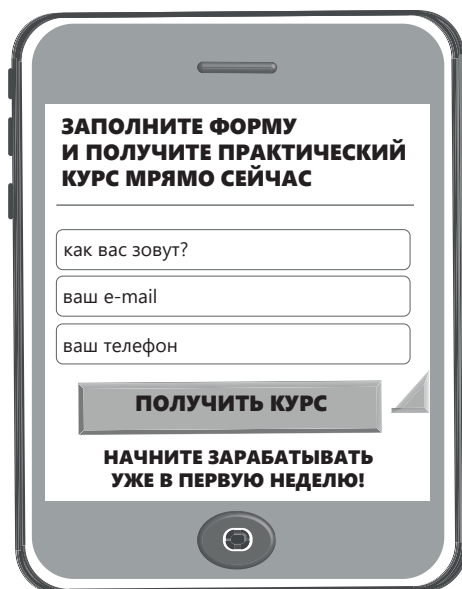 ЗАПОЛНИТЕ ФОРМУ
И ПОЛУЧИТЕ ПРАКТИЧЕСКИЙ
КУРС МРЯМО СЕЙЧАС
как вас зовут?
ваш e-mail
ваш телефон
ПОЛУЧИТЬ КУРС
НАЧНИТЕ ЗАРАБАТЫВАТЬ
УЖЕ В ПЕРВУЮ НЕДЕЛЮ!